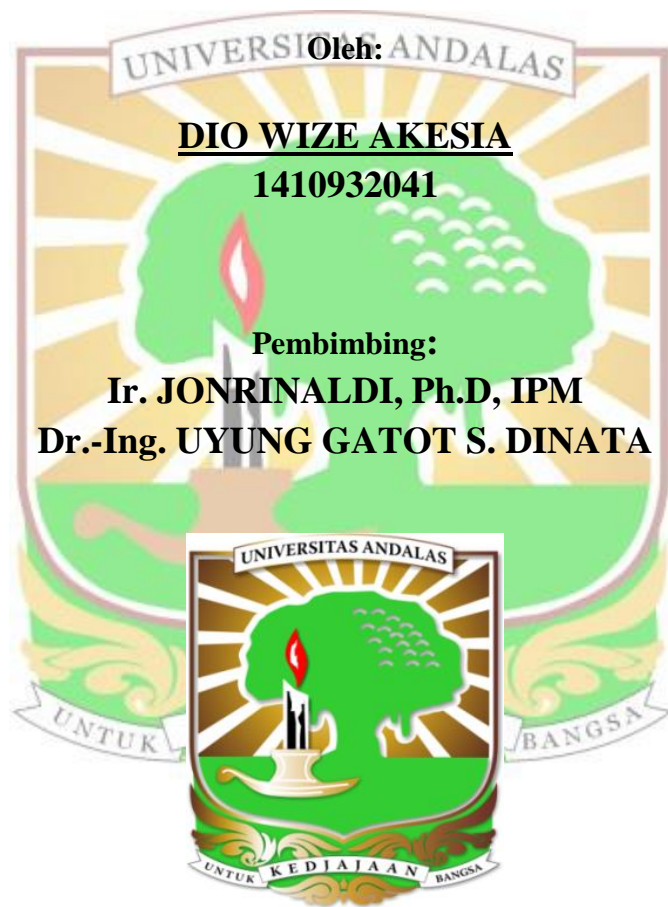 UNIVERSITAS ANDALAS
Oleh:
DIO WIZE AKESIA
1410932041
Pembimbing:
Ir. JONRINALDI, Ph.D, IPM
Dr.-Ing. UYUNG GATOT S. DINATA
UNIVERSITAS ANDALAS
UNTUK BANGSA
UNTUK KEDJAJAAN BANGSA